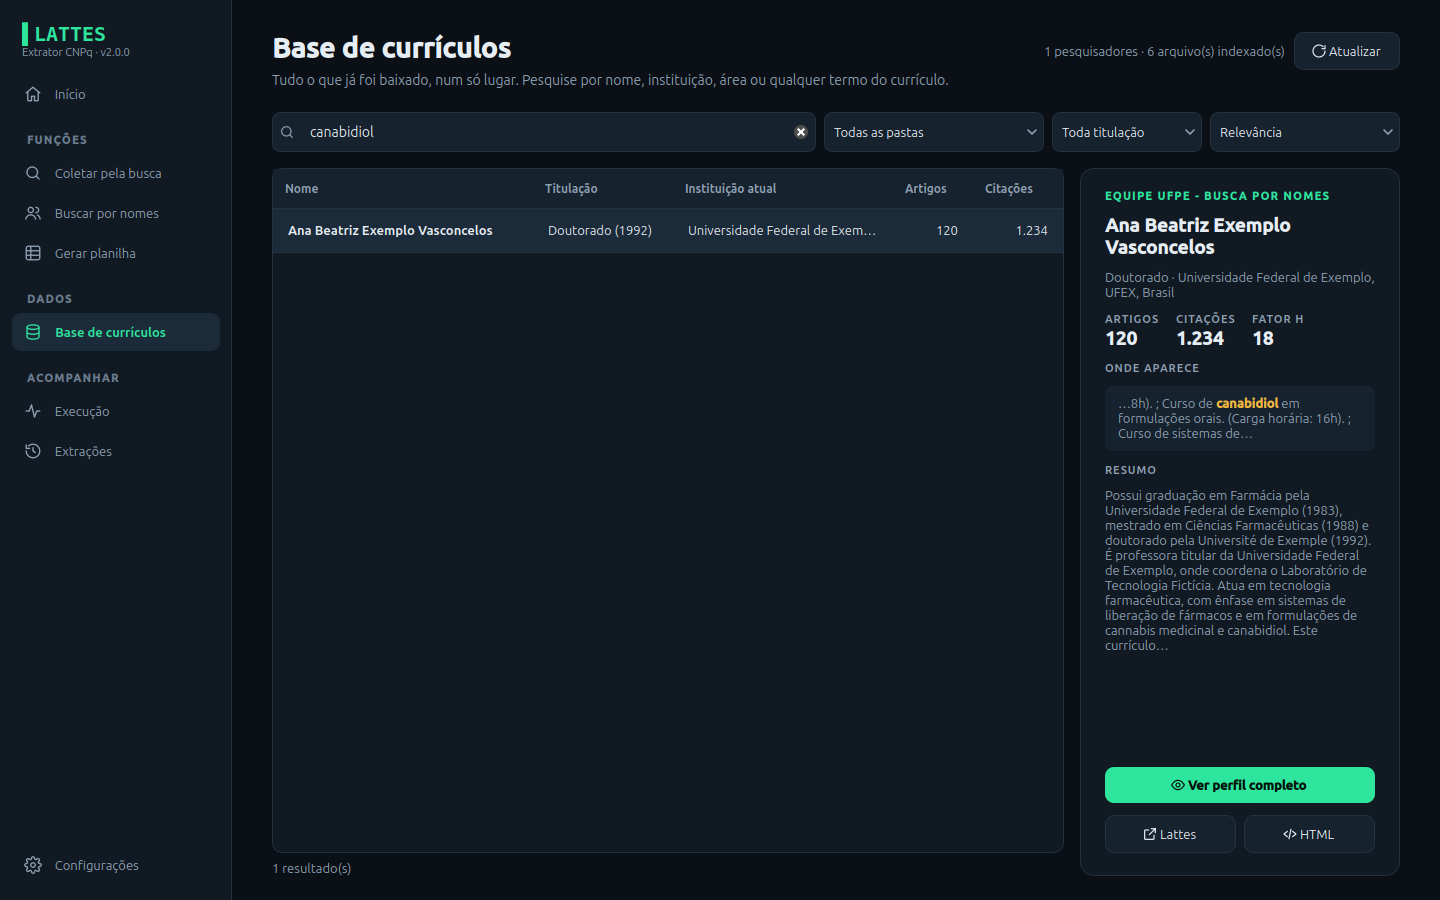 LATTES
Extrator CNPq · v2.0.0
Início
FUNÇÕES
Coletar pela busca
Buscar por nomes
Gerar planilha
DADOS
Base de currículos
ACOMPANHAR
Execução
Extrações
Configurações
Base de currículos
Tudo o que já foi baixado, num só lugar. Pesquise por nome, instituição, área ou qualquer termo do currículo.
1 pesquisadores · 6 arquivo(s) indexado(s)
Atualizar
canabidiol
Todas as pastas
Toda titulação
Relevância
Nome Titulação Instituição atual Artigos Citações
Ana Beatriz Exemplo Vasconcelos Doutorado (1992) Universidade Federal de Exem… 120 1.234
1 resultado(s)
EQUIPE UFPE - BUSCA POR NOMES
Ana Beatriz Exemplo
Vasconcelos
Doutorado · Universidade Federal de Exemplo,
UFEX, Brasil
ARTIGOS CITAÇÕES FATOR H
120 1.234 18
ONDE APARECE
…8h). ; Curso de canabidiol em
formulações orais. (Carga horária: 16h). ;
Curso de sistemas de…
RESUMO
Possui graduação em Farmácia pela
Universidade Federal de Exemplo (1983),
mestrado em Ciências Farmacêuticas (1988) e
doutorado pela Université de Exemple (1992).
É professora titular da Universidade Federal
de Exemplo, onde coordena o Laboratório de
Tecnologia Fictícia. Atua em tecnologia
farmacêutica, com ênfase em sistemas de
liberação de fármacos e em formulações de
cannabis medicinal e canabidiol. Este
currículo…
Ver perfil completo
Lattes
HTML